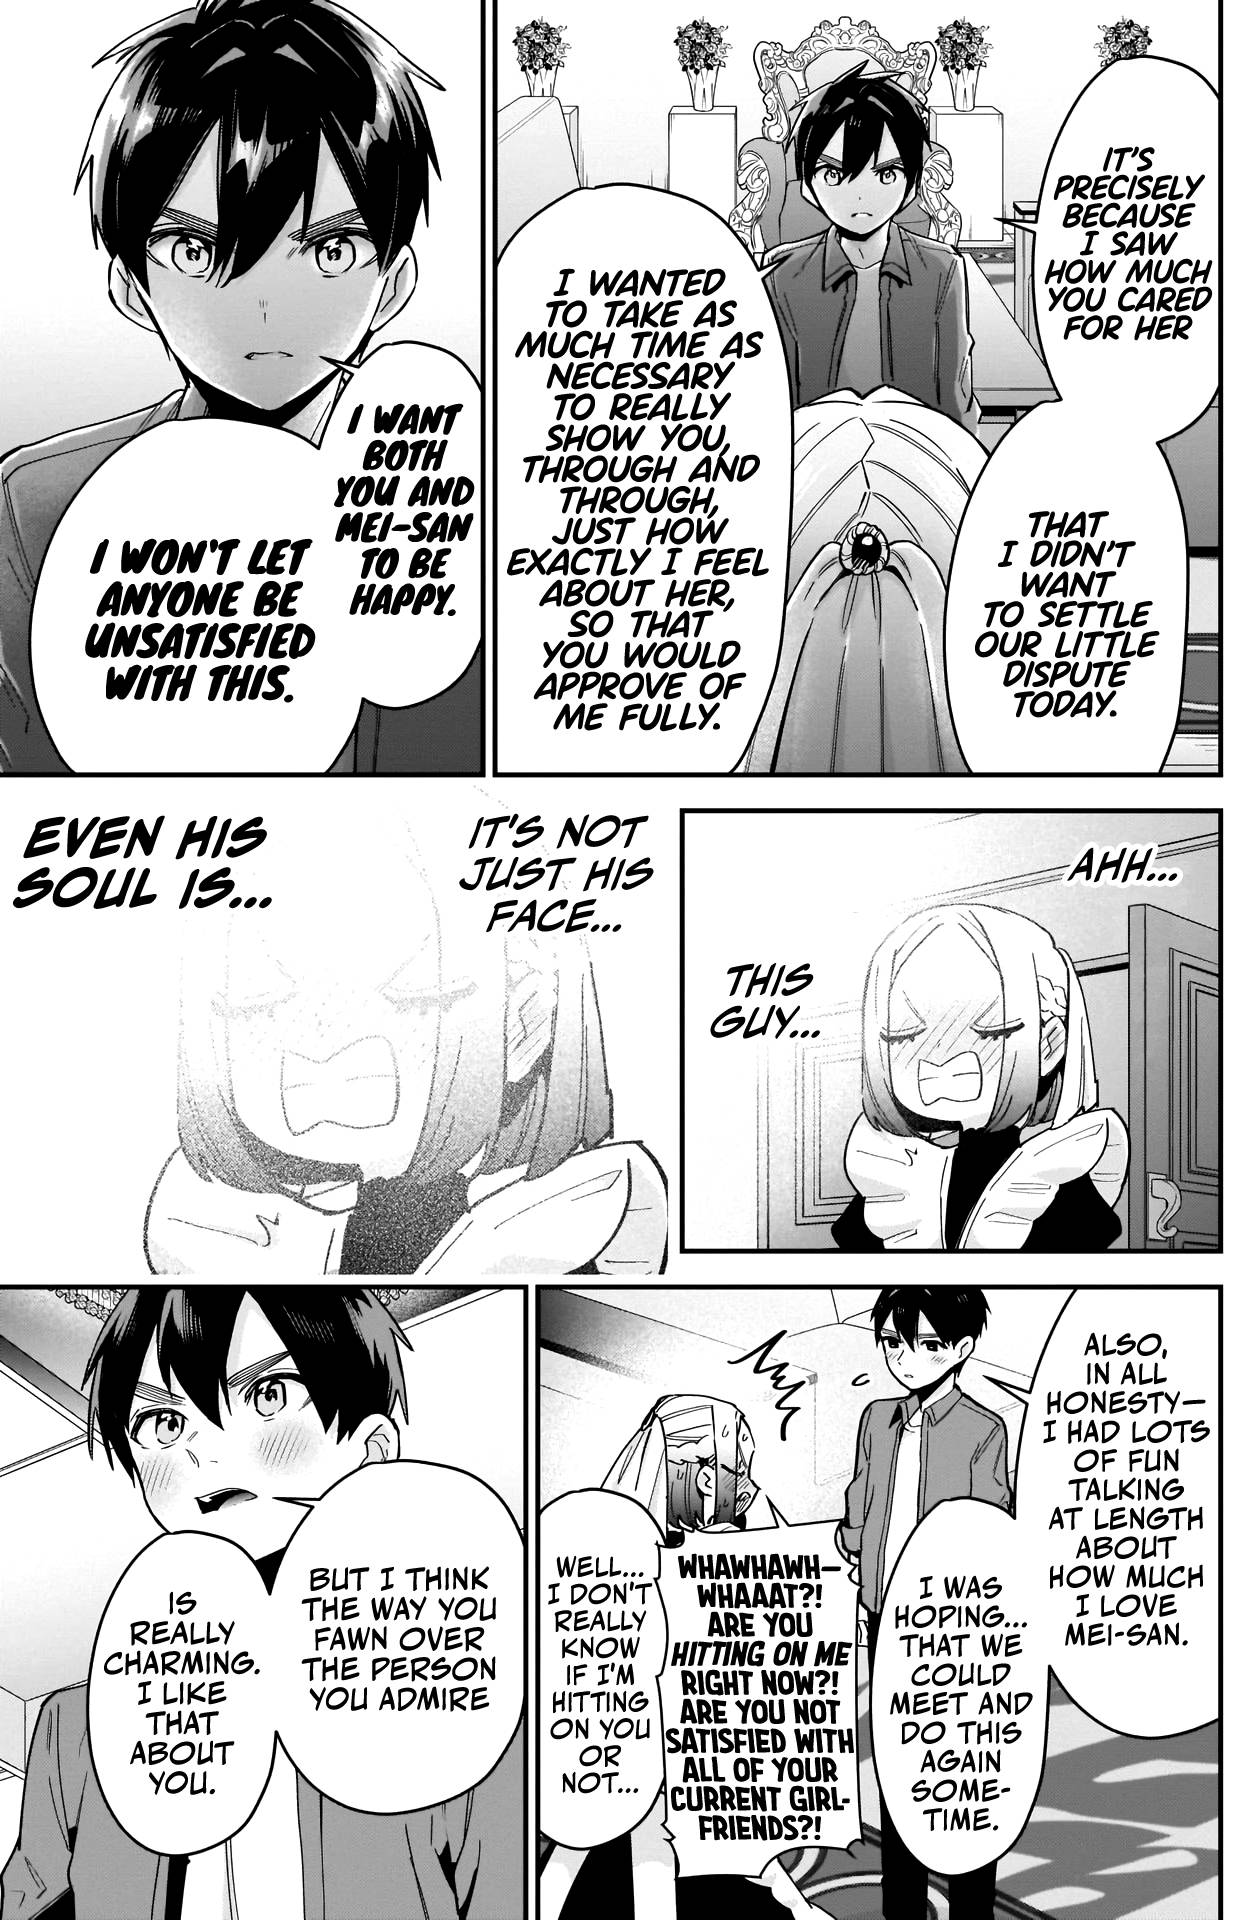 IT'S
PRECISELY
BECAUSE
I SAW
HOW MUCH
YOU CARED
FOR HER
THAT
I DIDN'T
WANT
TO SETTLE
OUR LITTLE
DISPUTE
TODAY.
I WANTED
TO TAKE AS
MUCH TIME AS
NECESSARY
TO REALLY
SHOW YOU,
THROUGH AND
THROUGH,
JUST HOW
EXACTLY I FEEL
ABOUT HER,
SO THAT
YOU WOULD
APPROVE OF
ME FULLY.
I WANT
BOTH
YOU AND
MEI-SAN
TO BE
HAPPY.
I WON'T LET
ANYONE BE
UNSATISFIED
WITH THIS.
AHH...
THIS
GUY...
IT'S NOT
JUST HIS
FACE...
EVEN HIS
SOUL IS...
ALSO,
IN ALL
HONESTY—
I HAD LOTS
OF FUN
TALKING
AT LENGTH
ABOUT
HOW MUCH
I LOVE
MEI-SAN.
I WAS
HOPING...
THAT WE
COULD
MEET AND
DO THIS
AGAIN
SOME-
TIME.
WHAWHAWH—
WHAAAT?!
ARE YOU
HITTING ON ME
RIGHT NOW?!
ARE YOU NOT
SATISFIED WITH
ALL OF YOUR
CURRENT GIRL-
FRIENDS?!
WELL...
I DON'T
REALLY
KNOW
IF I'M
HITTING
ON YOU
OR
NOT...
BUT I THINK
THE WAY YOU
FAWN OVER
THE PERSON
YOU ADMIRE
IS
REALLY
CHARMING.
I LIKE
THAT
ABOUT
YOU.